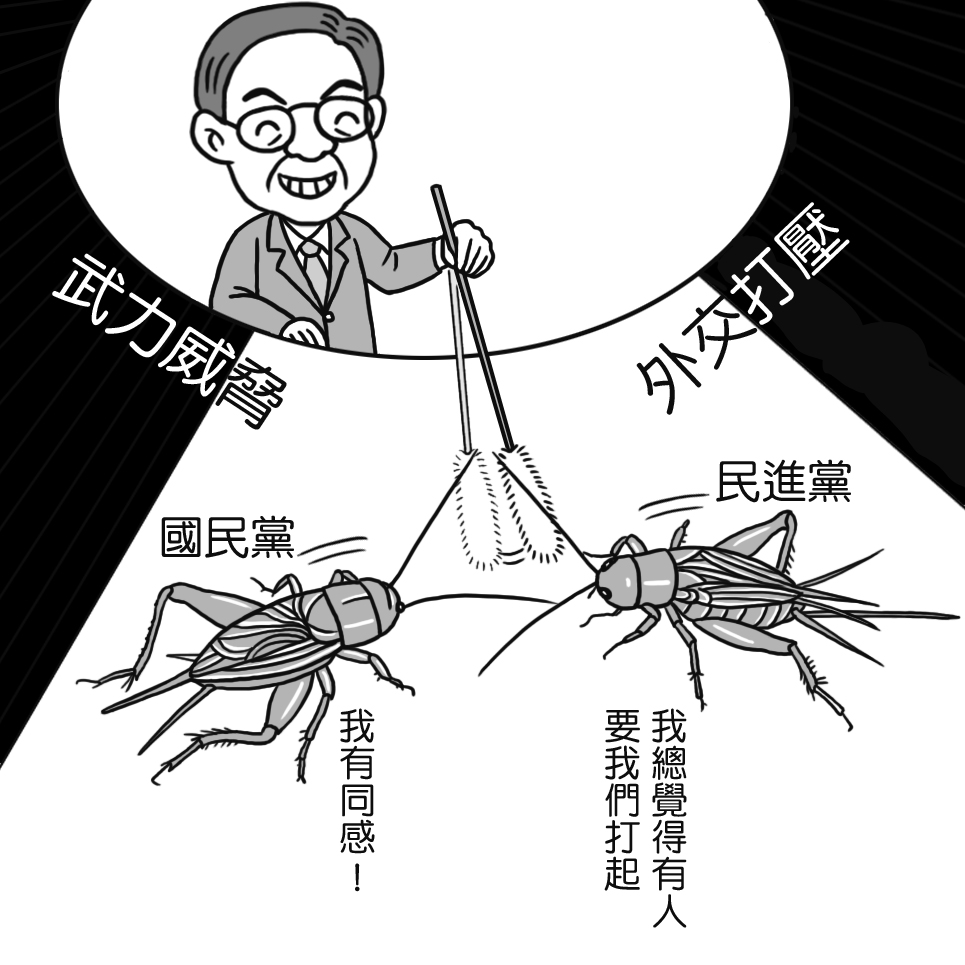 武力威脅
外交打壓
國民黨
民進黨
我總覺得有人
要我們打起
我有同感！